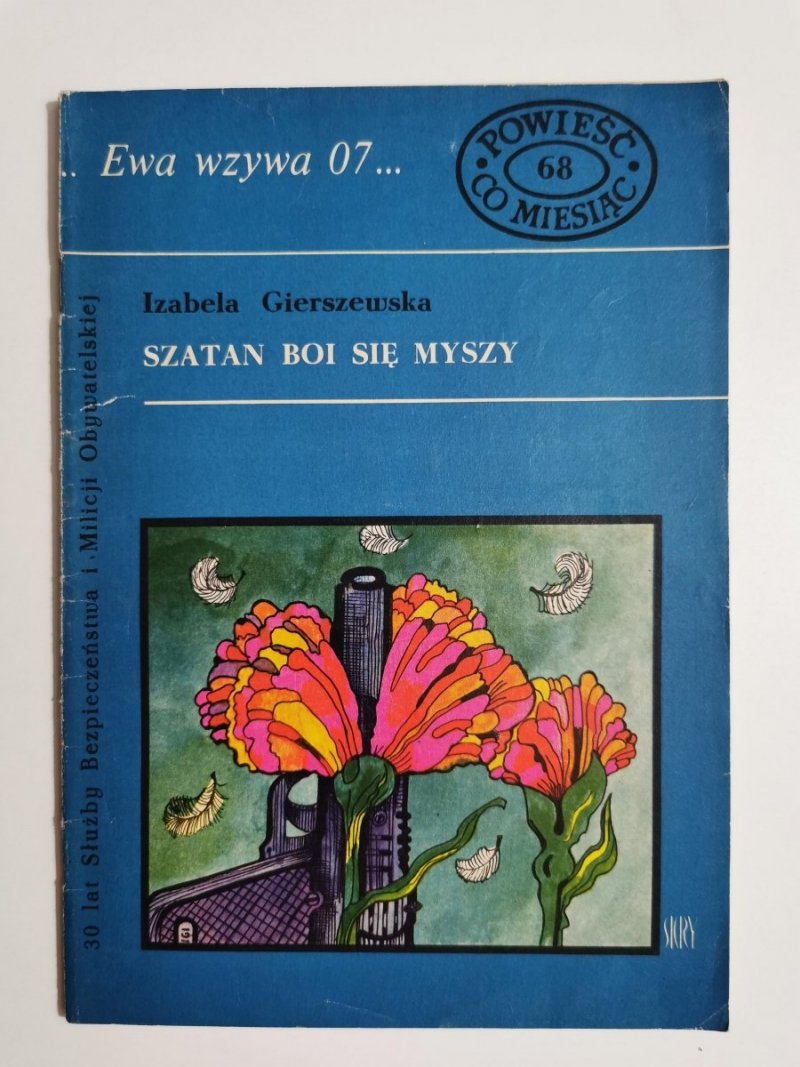 .. Ewa wzywa 07...
• POWIEŚĆ •
68
CO MIESIĄC
Izabela Gierszewska
SZATAN BOI SIĘ MYSZY
30 lat Służby Bezpieczeństwa i Milicji Obywatelskiej